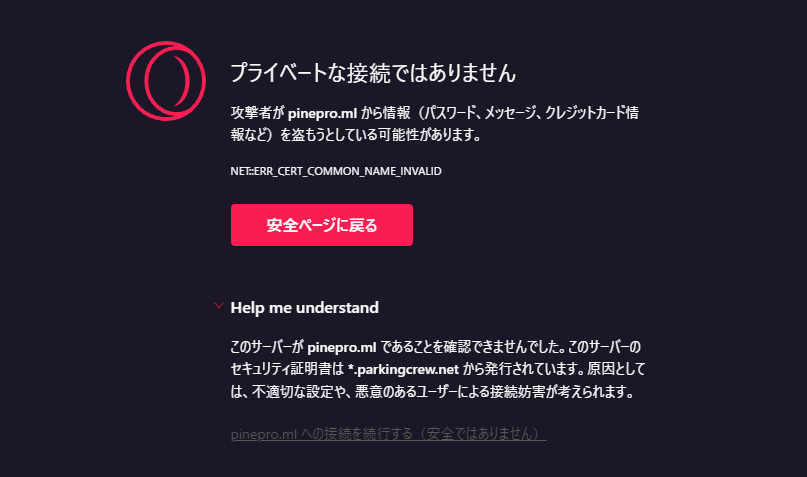 プライベートな接続ではありません
攻撃者が pinepro.ml から情報（パスワード、メッセージ、クレジットカード情
報など）を盗もうとしている可能性があります。
NET::ERR_CERT_COMMON_NAME_INVALID
安全ページに戻る
Help me understand
このサーバーが pinepro.ml であることを確認できませんでした。このサーバーの
セキュリティ証明書は *.parkingcrew.net から発行されています。原因として
は、不適切な設定や、悪意のあるユーザーによる接続妨害が考えられます。
pinepro.ml への接続を続行する（安全ではありません）